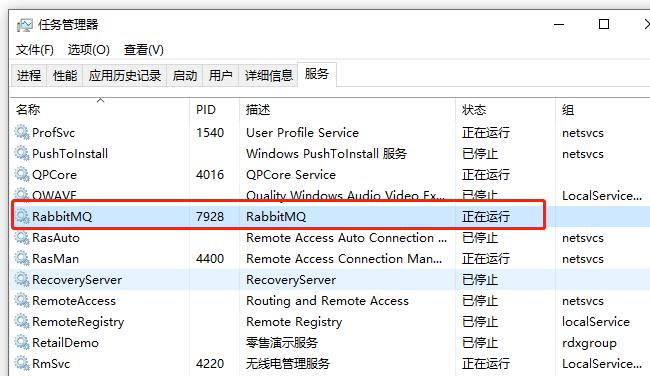 任务管理器
文件(F) 选项(O) 查看(V)
进程 性能 应用历史记录 启动 用户 详细信息 服务
名称 PID 描述 状态 组
ProfSvc 1540 User Profile Service 正在运行 netsvcs
PushToInstall Windows PushToInstall 服务 已停止 netsvcs
QPCore 4016 QPCore Service 正在运行
QWAVE Quality Windows Audio Video Ex... 已停止 LocalService...
RabbitMQ 7928 RabbitMQ 正在运行
RasAuto Remote Access Auto Connection ... 已停止 netsvcs
RasMan 4400 Remote Access Connection Man... 正在运行 netsvcs
RecoveryServer RecoveryServer 已停止
RemoteAccess Routing and Remote Access 已停止 netsvcs
RemoteRegistry Remote Registry 已停止 localService
RetailDemo 零售演示服务 已停止 rdxgroup
RmSvc 4220 无线电管理服务 正在运行 LocalService...